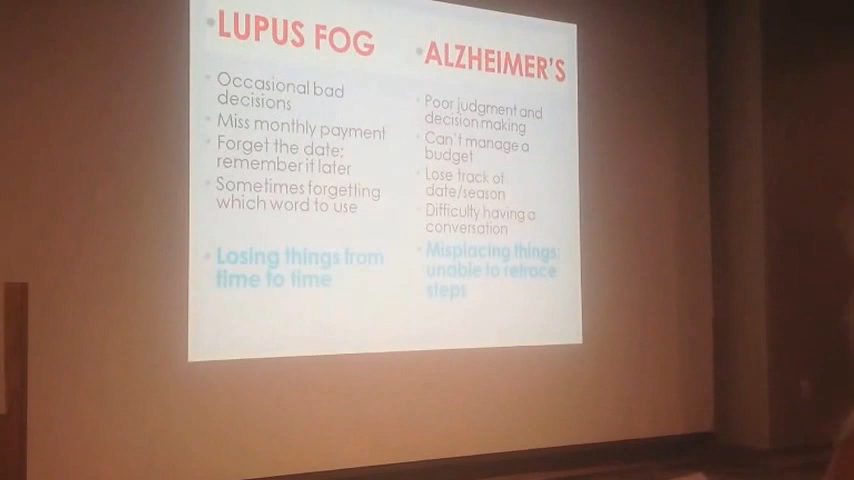 •LUPUS FOG
• Occasional bad
decisions
• Miss monthly payment
• Forget the date;
remember it later
• Sometimes forgetting
which word to use
• Losing things from
time to time
•ALZHEIMER'S
• Poor judgment and
decision making
• Can't manage a
budget
• Lose track of
date/season
• Difficulty having a
conversation
• Misplacing things;
unable to retrace
steps